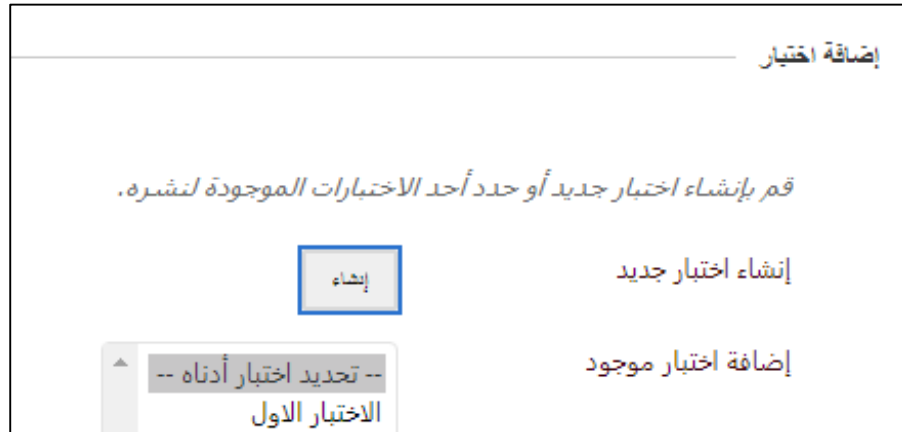 إضافة اختبار
قم بإنشاء اختبار جديد أو حدد أحد الاختبارات الموجودة لنشره.
إنشاء اختبار جديد
إنشاء
إضافة اختبار موجود
-- تحديد اختبار أدناه --
الاختبار الاول